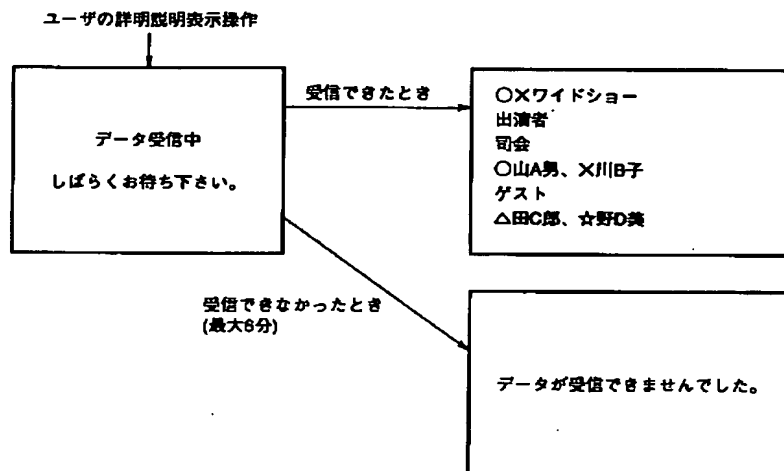 ユーザの詳明説明表示操作
データ受信中
しばらくお待ち下さい。
受信できたとき
○×ワイドショー
出演者
司会
○山A男、×川B子
ゲスト
△田C郎、☆野D美
受信できなかったとき
(最大6分)
データが受信できませんでした。